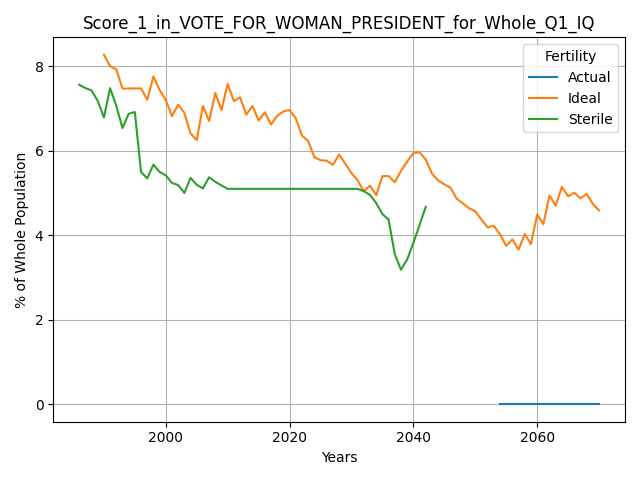 Score_1_in_VOTE_FOR_WOMAN_PRESIDENT_for_Whole_Q1_IQ
Fertility
Actual
Ideal
Sterile
% of Whole Population
8
6
4
2
0
2000 2020 2040 2060
Years